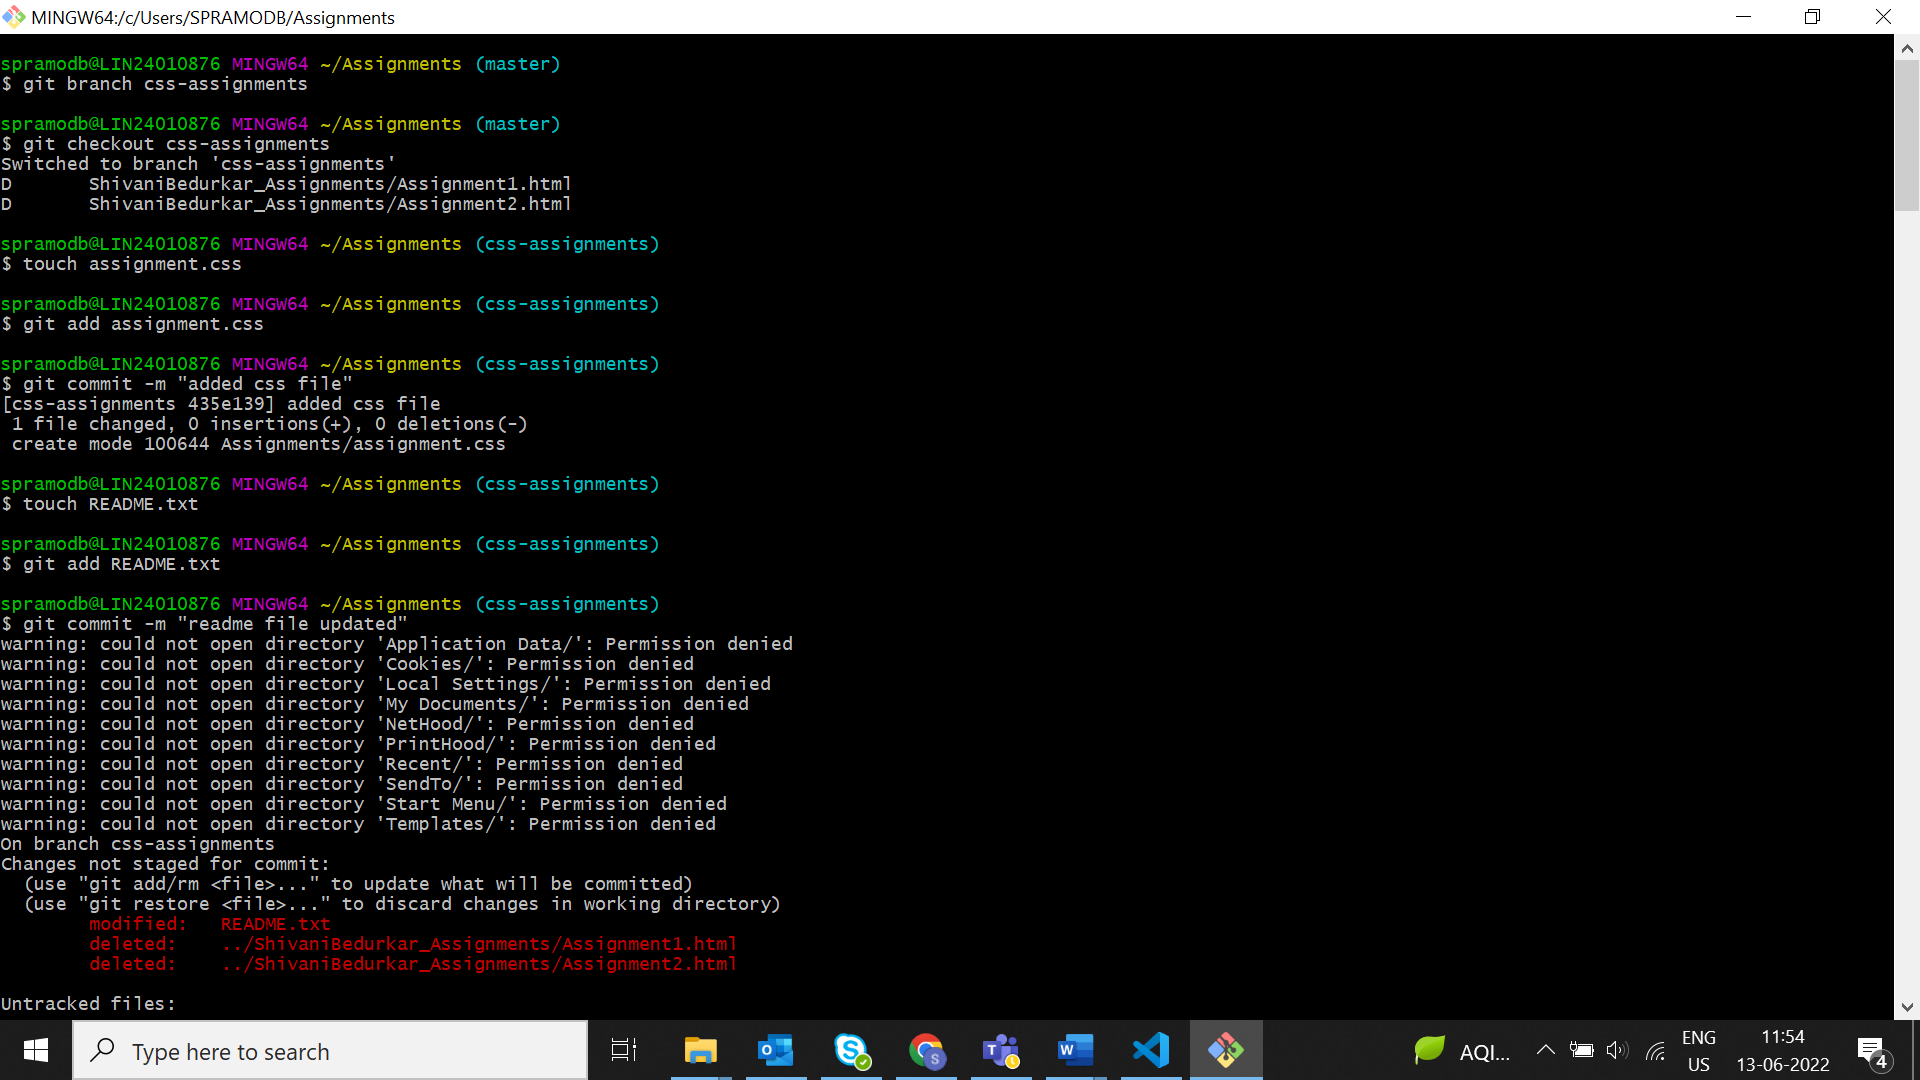 MINGW64:/c/Users/SPRAMODB/Assignments
spramodb@LIN24010876 MINGW64 ~/Assignments (master)
$ git branch css-assignments
spramodb@LIN24010876 MINGW64 ~/Assignments (master)
$ git checkout css-assignments
Switched to branch 'css-assignments'
D       ShivaniBedurkar_Assignments/Assignment1.html
D       ShivaniBedurkar_Assignments/Assignment2.html
spramodb@LIN24010876 MINGW64 ~/Assignments (css-assignments)
$ touch assignment.css
spramodb@LIN24010876 MINGW64 ~/Assignments (css-assignments)
$ git add assignment.css
spramodb@LIN24010876 MINGW64 ~/Assignments (css-assignments)
$ git commit -m "added css file"
[css-assignments 435e139] added css file
 1 file changed, 0 insertions(+), 0 deletions(-)
 create mode 100644 Assignments/assignment.css
spramodb@LIN24010876 MINGW64 ~/Assignments (css-assignments)
$ touch README.txt
spramodb@LIN24010876 MINGW64 ~/Assignments (css-assignments)
$ git add README.txt
spramodb@LIN24010876 MINGW64 ~/Assignments (css-assignments)
$ git commit -m "readme file updated"
warning: could not open directory 'Application Data/': Permission denied
warning: could not open directory 'Cookies/': Permission denied
warning: could not open directory 'Local Settings/': Permission denied
warning: could not open directory 'My Documents/': Permission denied
warning: could not open directory 'NetHood/': Permission denied
warning: could not open directory 'PrintHood/': Permission denied
warning: could not open directory 'Recent/': Permission denied
warning: could not open directory 'SendTo/': Permission denied
warning: could not open directory 'Start Menu/': Permission denied
warning: could not open directory 'Templates/': Permission denied
On branch css-assignments
Changes not staged for commit:
  (use "git add/rm <file>..." to update what will be committed)
  (use "git restore <file>..." to discard changes in working directory)
        modified:   README.txt
        deleted:    ../ShivaniBedurkar_Assignments/Assignment1.html
        deleted:    ../ShivaniBedurkar_Assignments/Assignment2.html
Untracked files:
Type here to search
AQI...
ENG
US
11:54
13-06-2022
4